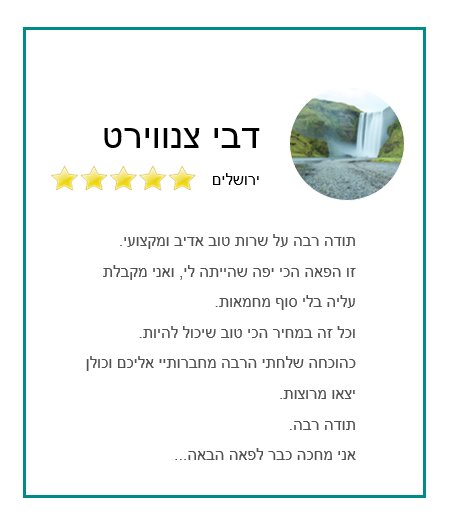 דבי צנווירט
ירושלים
תודה רבה על שרות טוב אדיב ומקצועי.
זו הפאה הכי יפה שהייתה לי, ואני מקבלת
עליה בלי סוף מחמאות.
וכל זה במחיר הכי טוב שיכול להיות.
כהוכחה שלחתי הרבה מחברותיי אליכם וכולן
יצאו מרוצות.
תודה רבה.
אני מחכה כבר לפאה הבאה...